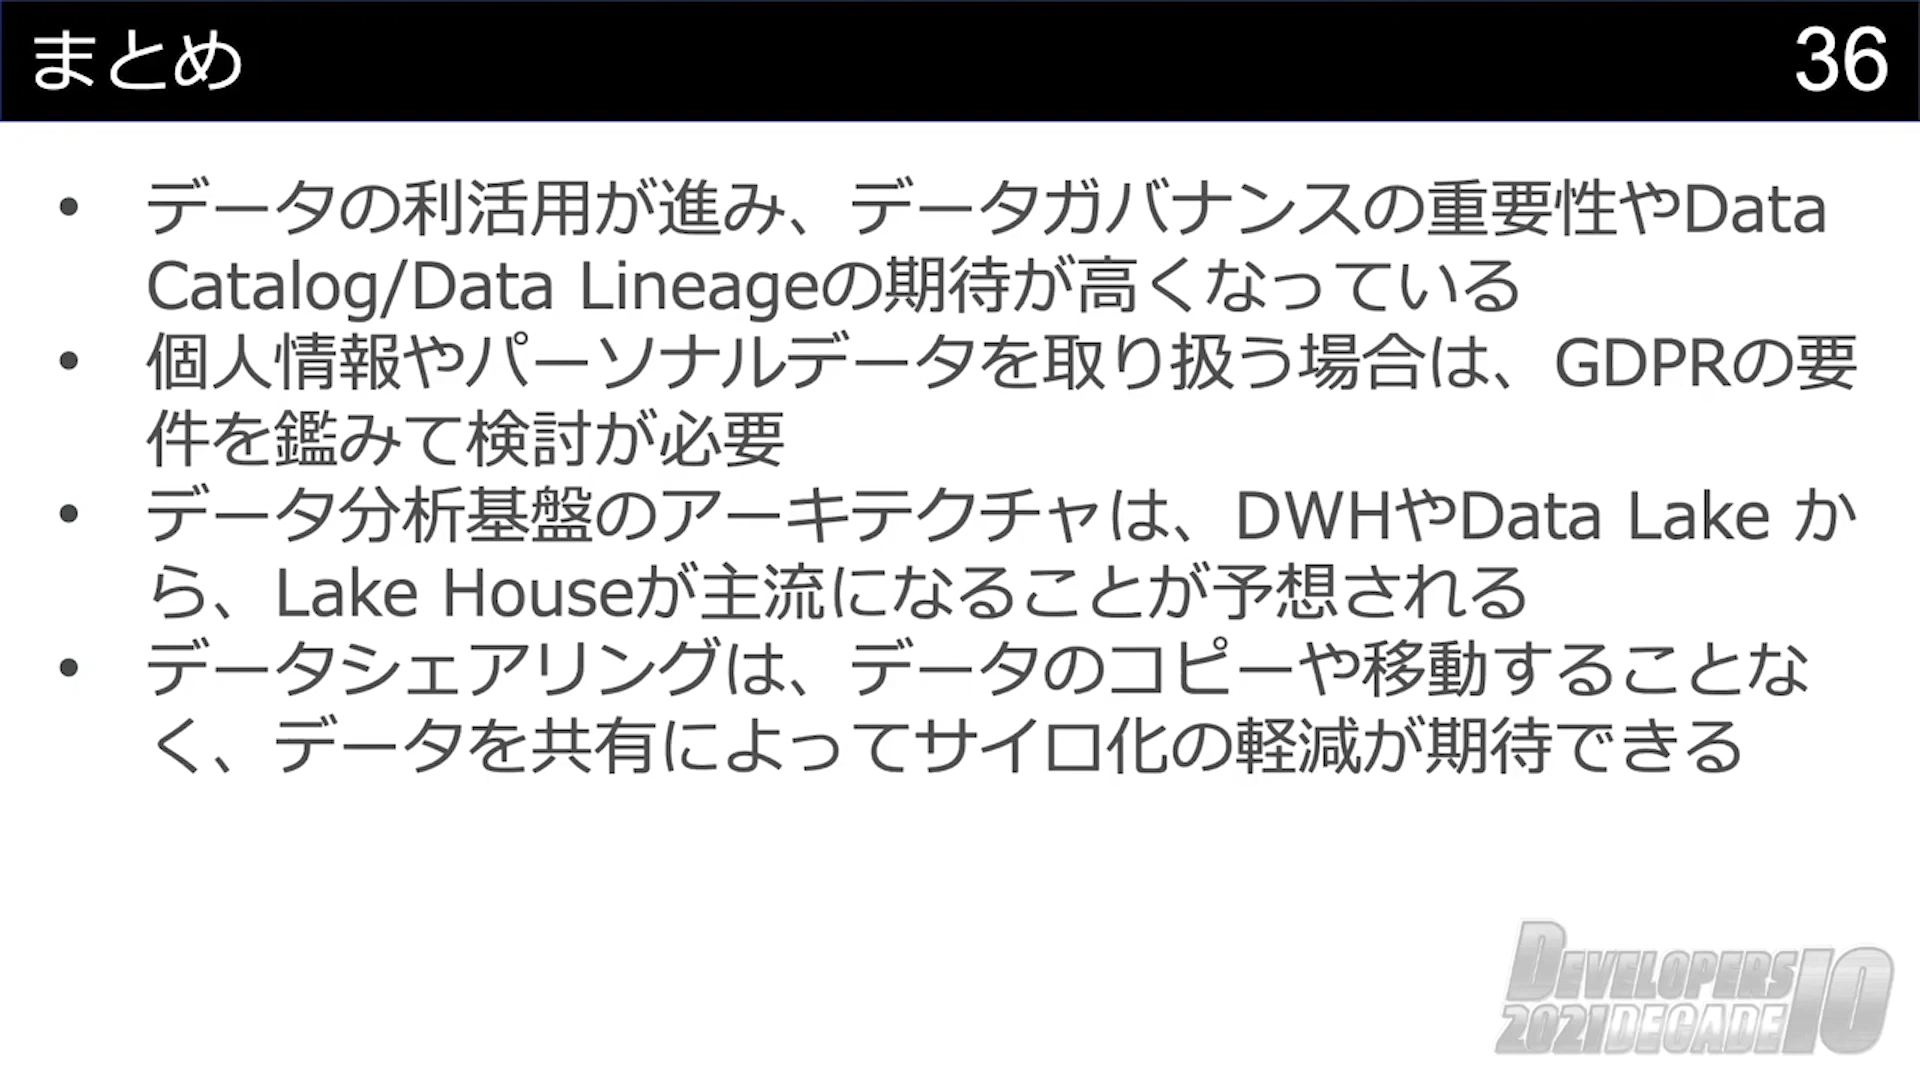 まとめ
36
• データの利活用が進み、データガバナンスの重要性やData
Catalog/Data Lineageの期待が高くなっている
• 個人情報やパーソナルデータを取り扱う場合は、GDPRの要
件を鑑みて検討が必要
• データ分析基盤のアーキテクチャは、DWHやData Lake か
ら、Lake Houseが主流になることが予想される
• データシェアリングは、データのコピーや移動することな
く、データを共有によってサイロ化の軽減が期待できる
DEVELOPERS
2021 DECADE 10